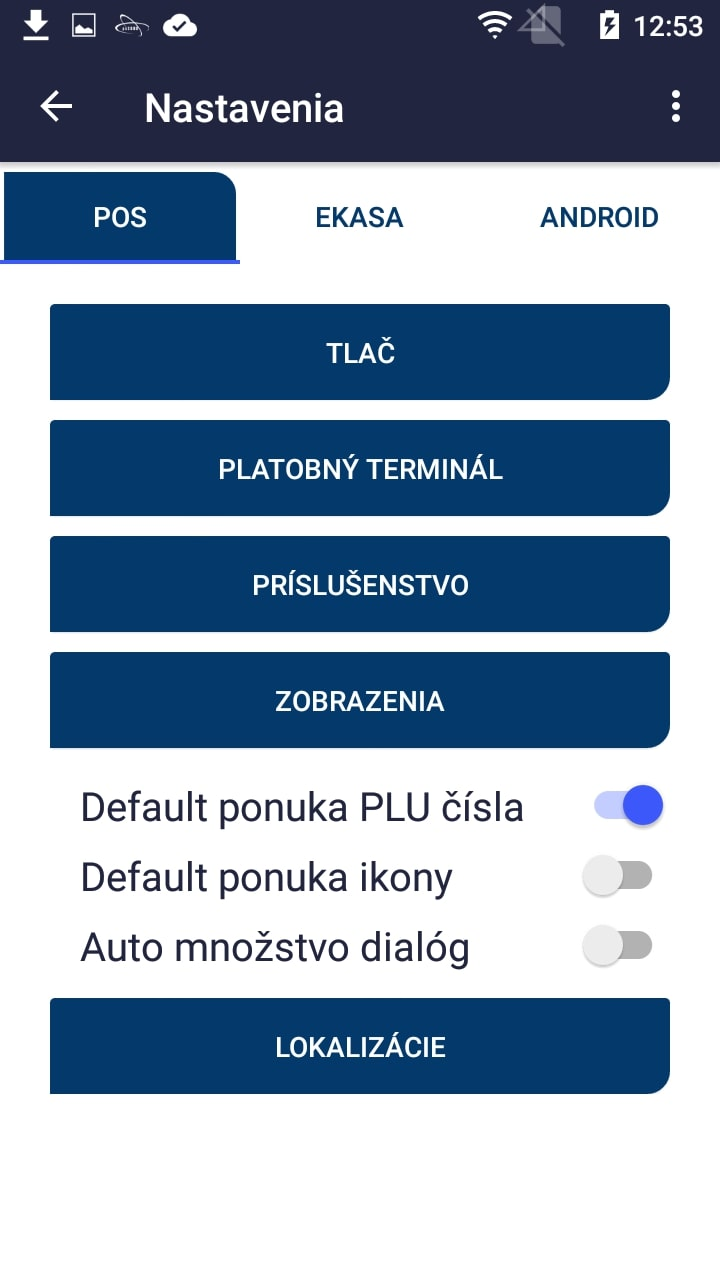 12:53
Nastavenia
POS
EKASA
ANDROID
TLAČ
PLATOBNÝ TERMINÁL
PRÍSLUŠENSTVO
ZOBRAZENIA
Default ponuka PLU čísla
Default ponuka ikony
Auto množstvo dialóg
LOKALIZÁCIE